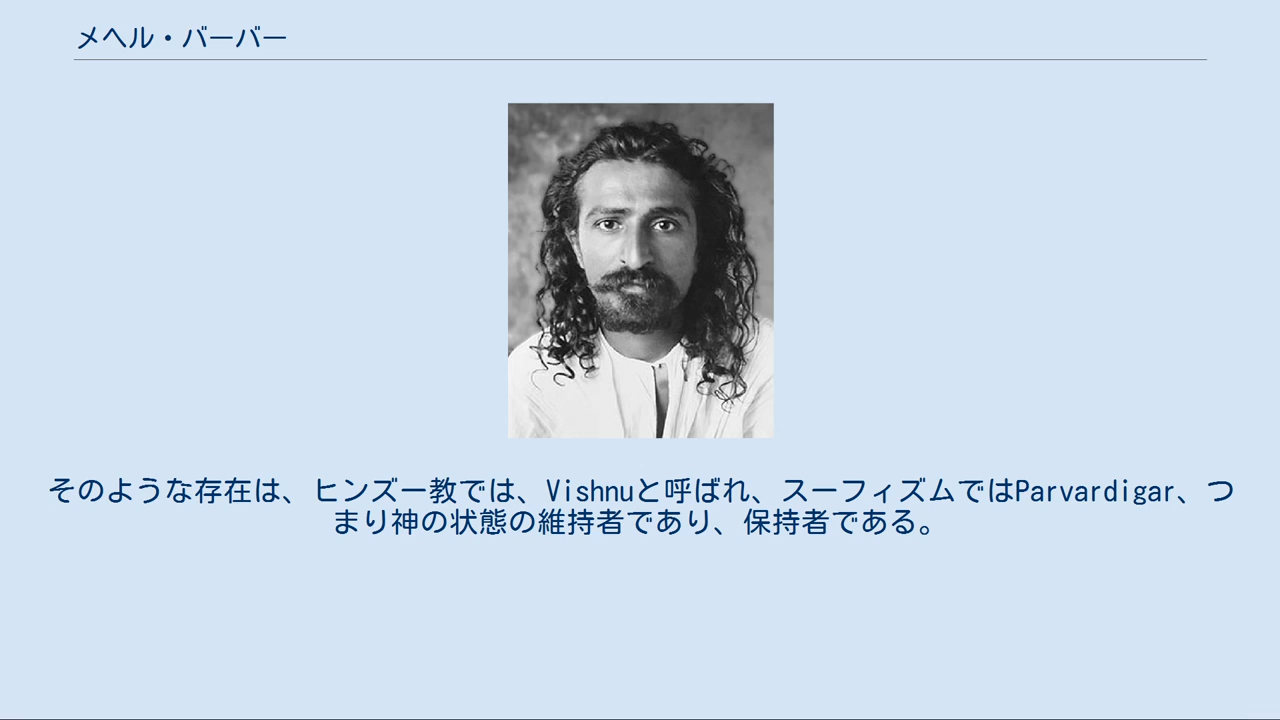 メヘル・バーバー
そのような存在は、ヒンズー教では、Vishnuと呼ばれ、スーフィズムではParvardigar、つ
まり神の状態の維持者であり、保持者である。